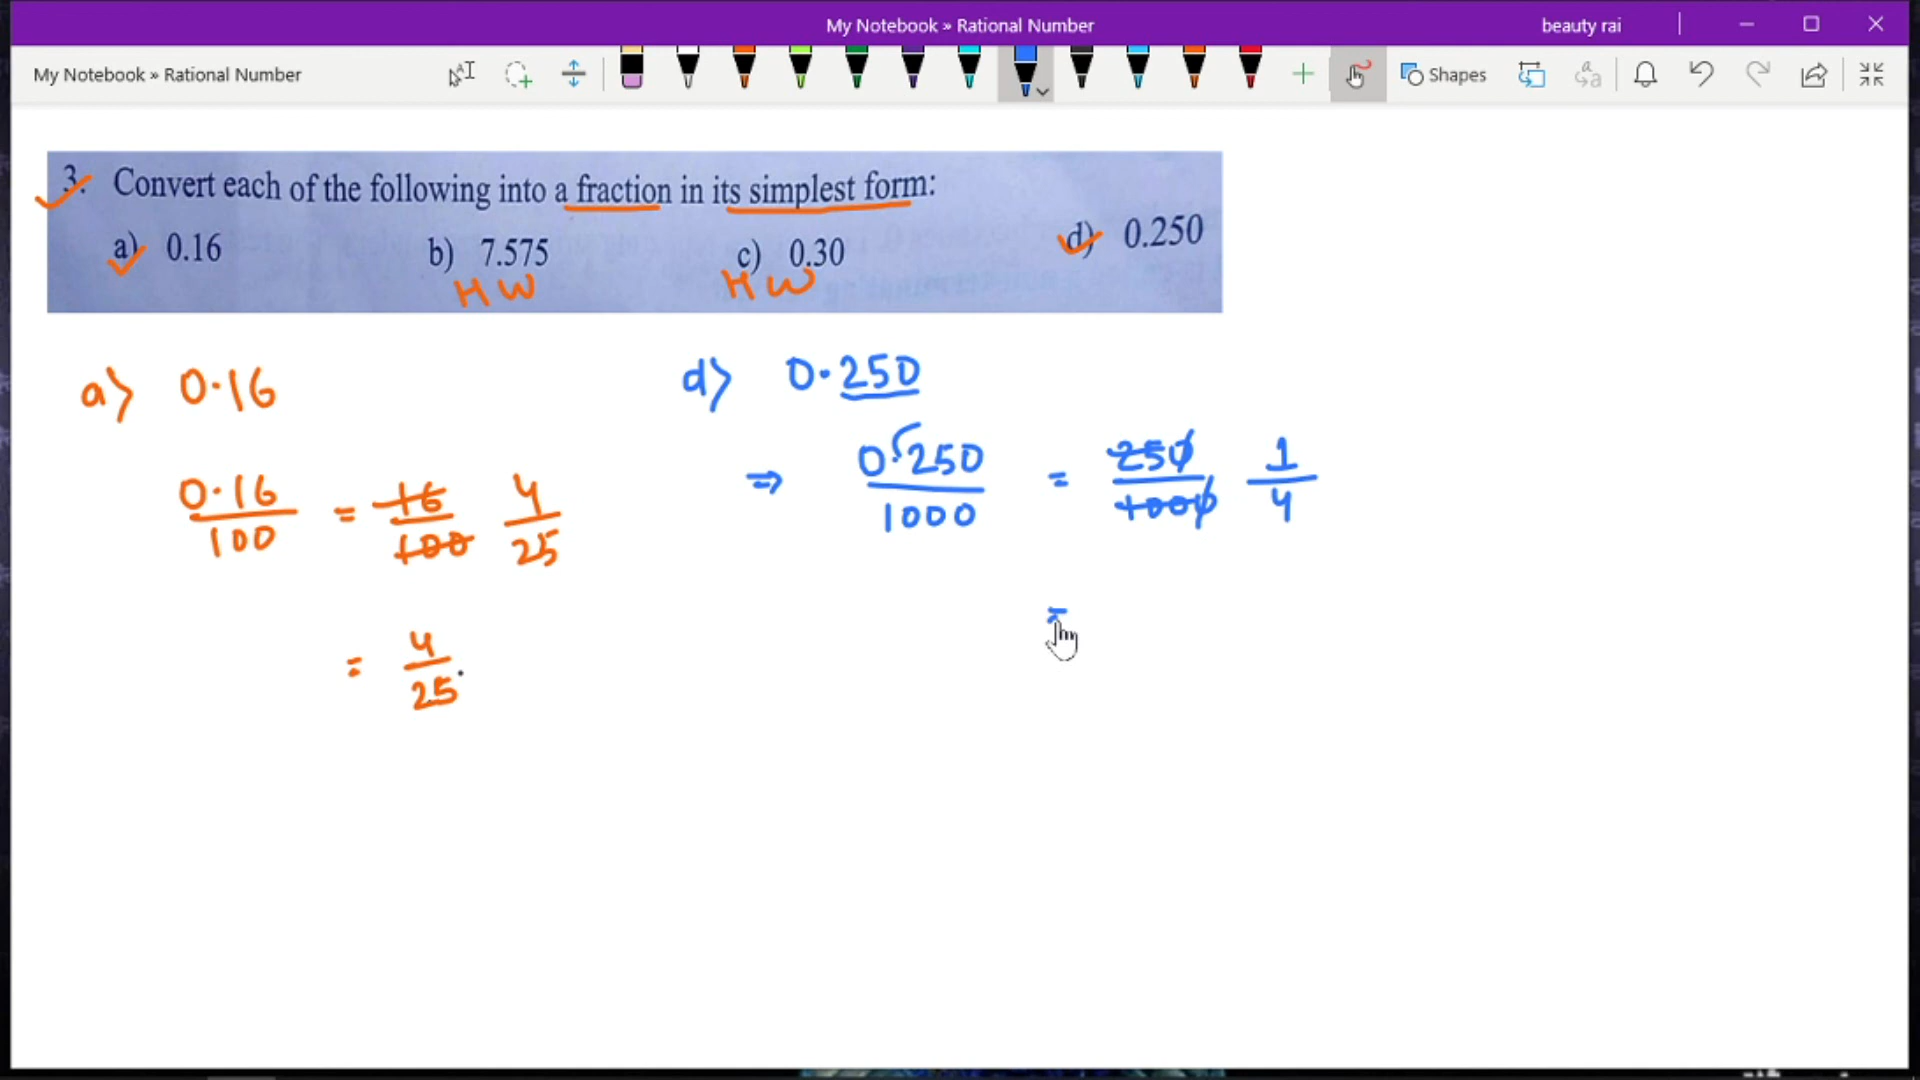 My Notebook » Rational Number
beauty rai
My Notebook » Rational Number
Shapes
3. Convert each of the following into a fraction in its simplest form:
a) 0.16 b) 7.575 c) 0.30 d) 0.250
HW HW
a) 0.16
0.16/100 = 16/100 4/25
= 4/25.
d) 0.250
⇒ 0.250/1000 = 250/1000 1/4
=